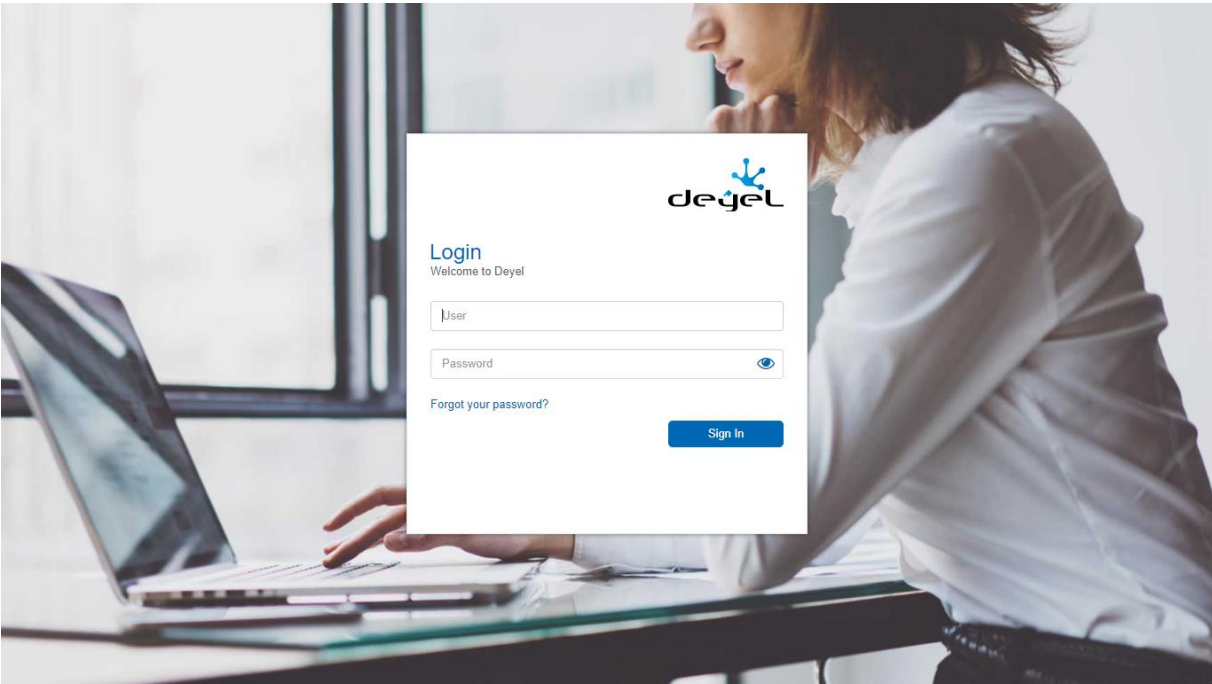 deyel
Login
Welcome to Deyel
User
Password
Forgot your password?
Sign In